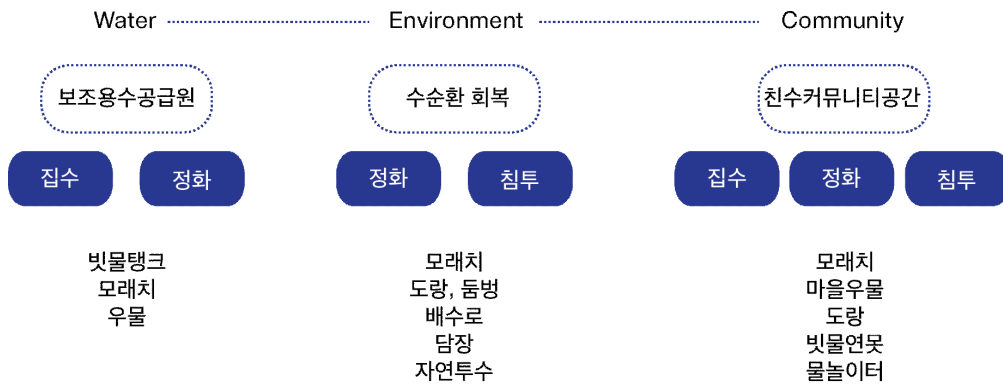 Water Environment Community
보조용수공급원 수순환 회복 친수커뮤니티공간
집수 정화 정화 침투 집수 정화 침투
빗물탱크 모래치 모래치
모래치 도랑, 둠벙 마을우물
우물 배수로 도랑
담장 빗물연못
자연투수 물놀이터